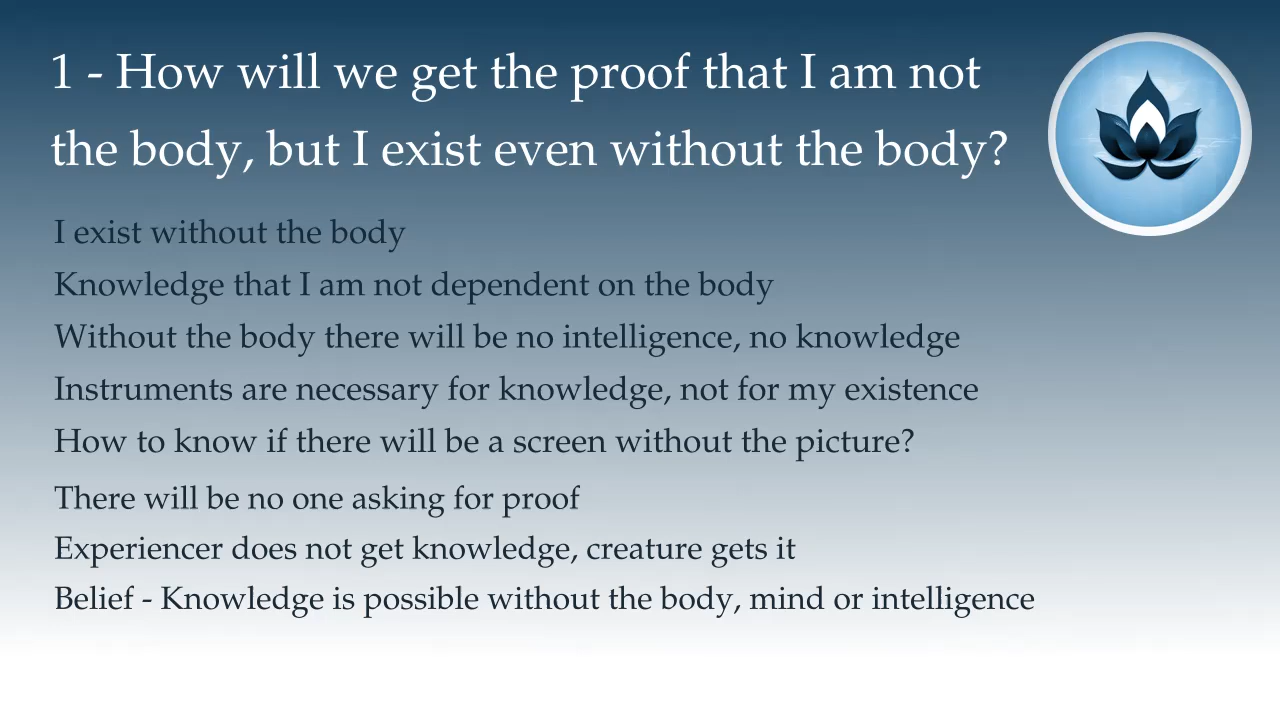 1 - How will we get the proof that I am not
the body, but I exist even without the body?
I exist without the body
Knowledge that I am not dependent on the body
Without the body there will be no intelligence, no knowledge
Instruments are necessary for knowledge, not for my existence
How to know if there will be a screen without the picture?
There will be no one asking for proof
Experiencer does not get knowledge, creature gets it
Belief - Knowledge is possible without the body, mind or intelligence